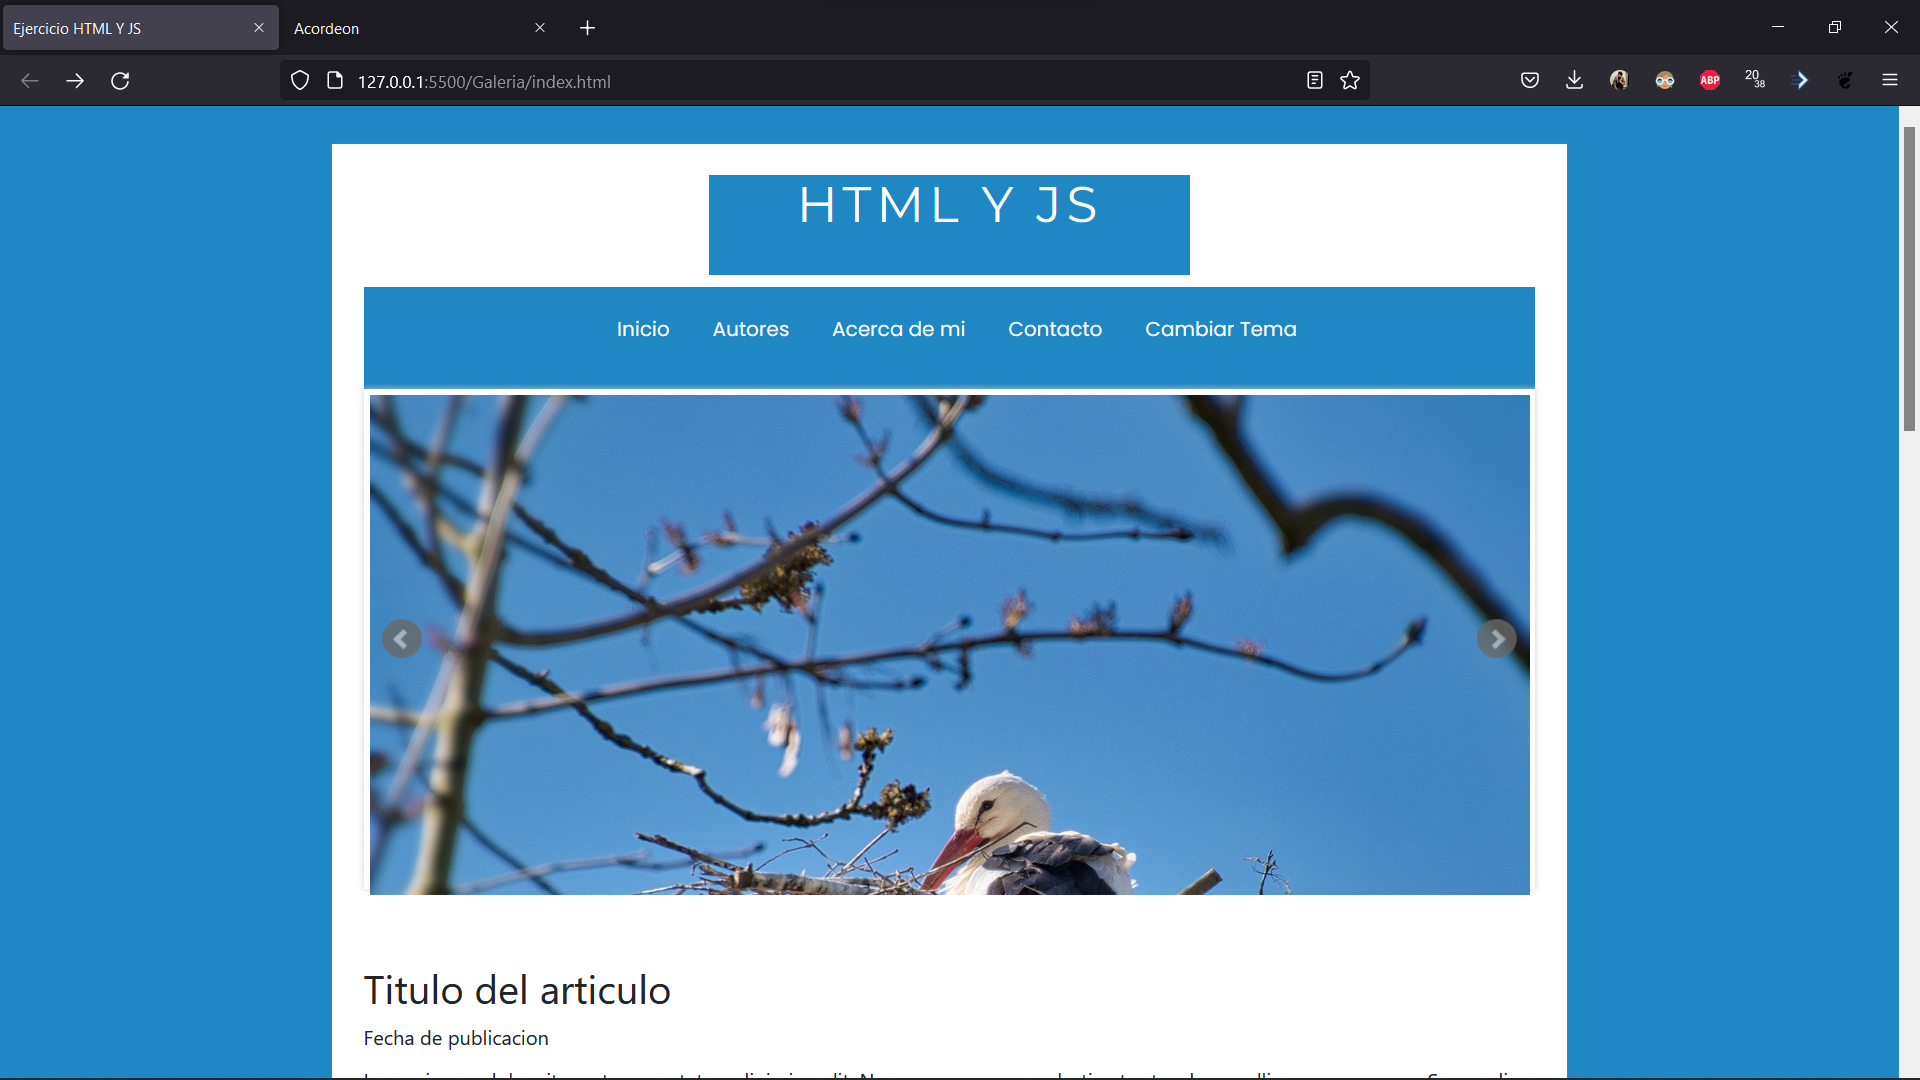 Ejercicio HTML Y JS
Acordeon
127.0.0.1:5500/Galeria/index.html
ABP
20
38
HTML Y JS
Inicio
Autores
Acerca de mi
Contacto
Cambiar Tema
Titulo del articulo
Fecha de publicacion